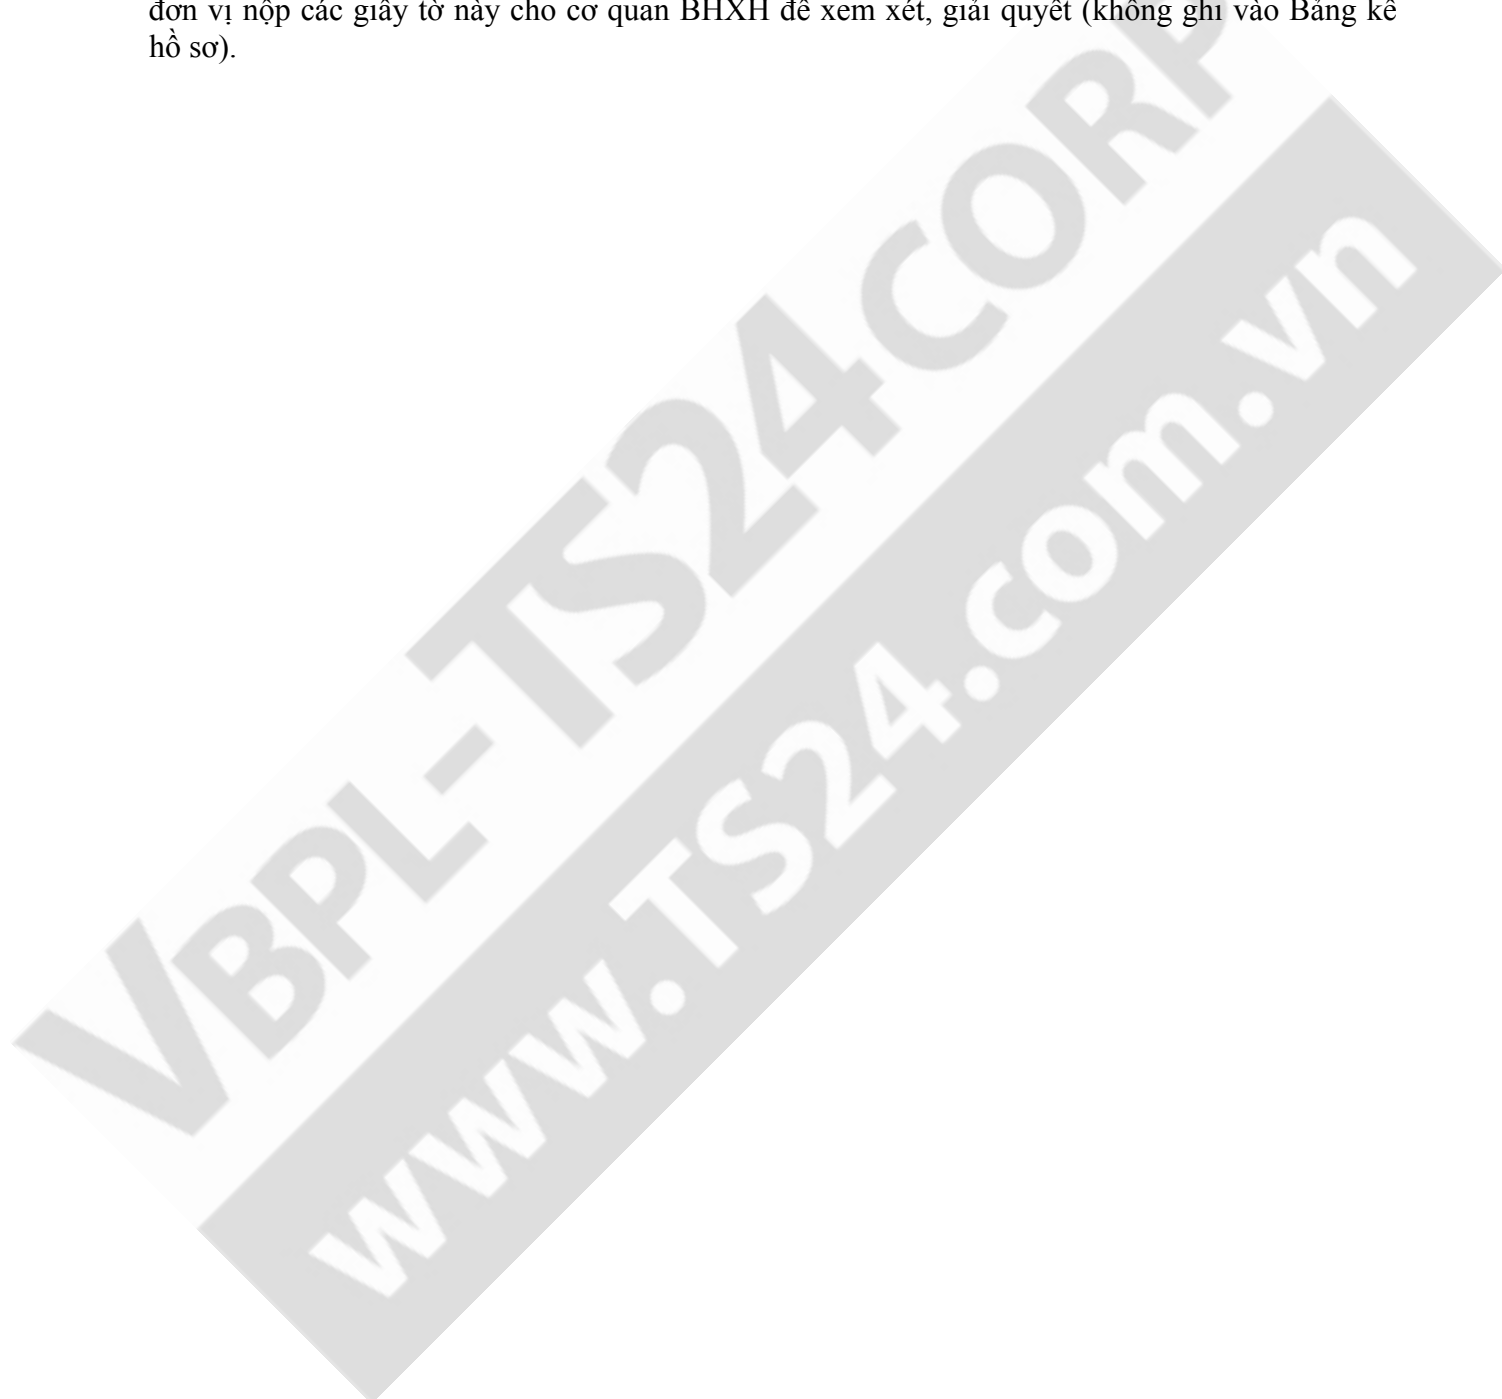 đơn vị nộp các giấy tờ này cho cơ quan BHXH để xem xét, giải quyết (không ghi vào Bảng kê
hồ sơ).
VBPL-TS24CORP
www.TS24.com.vn